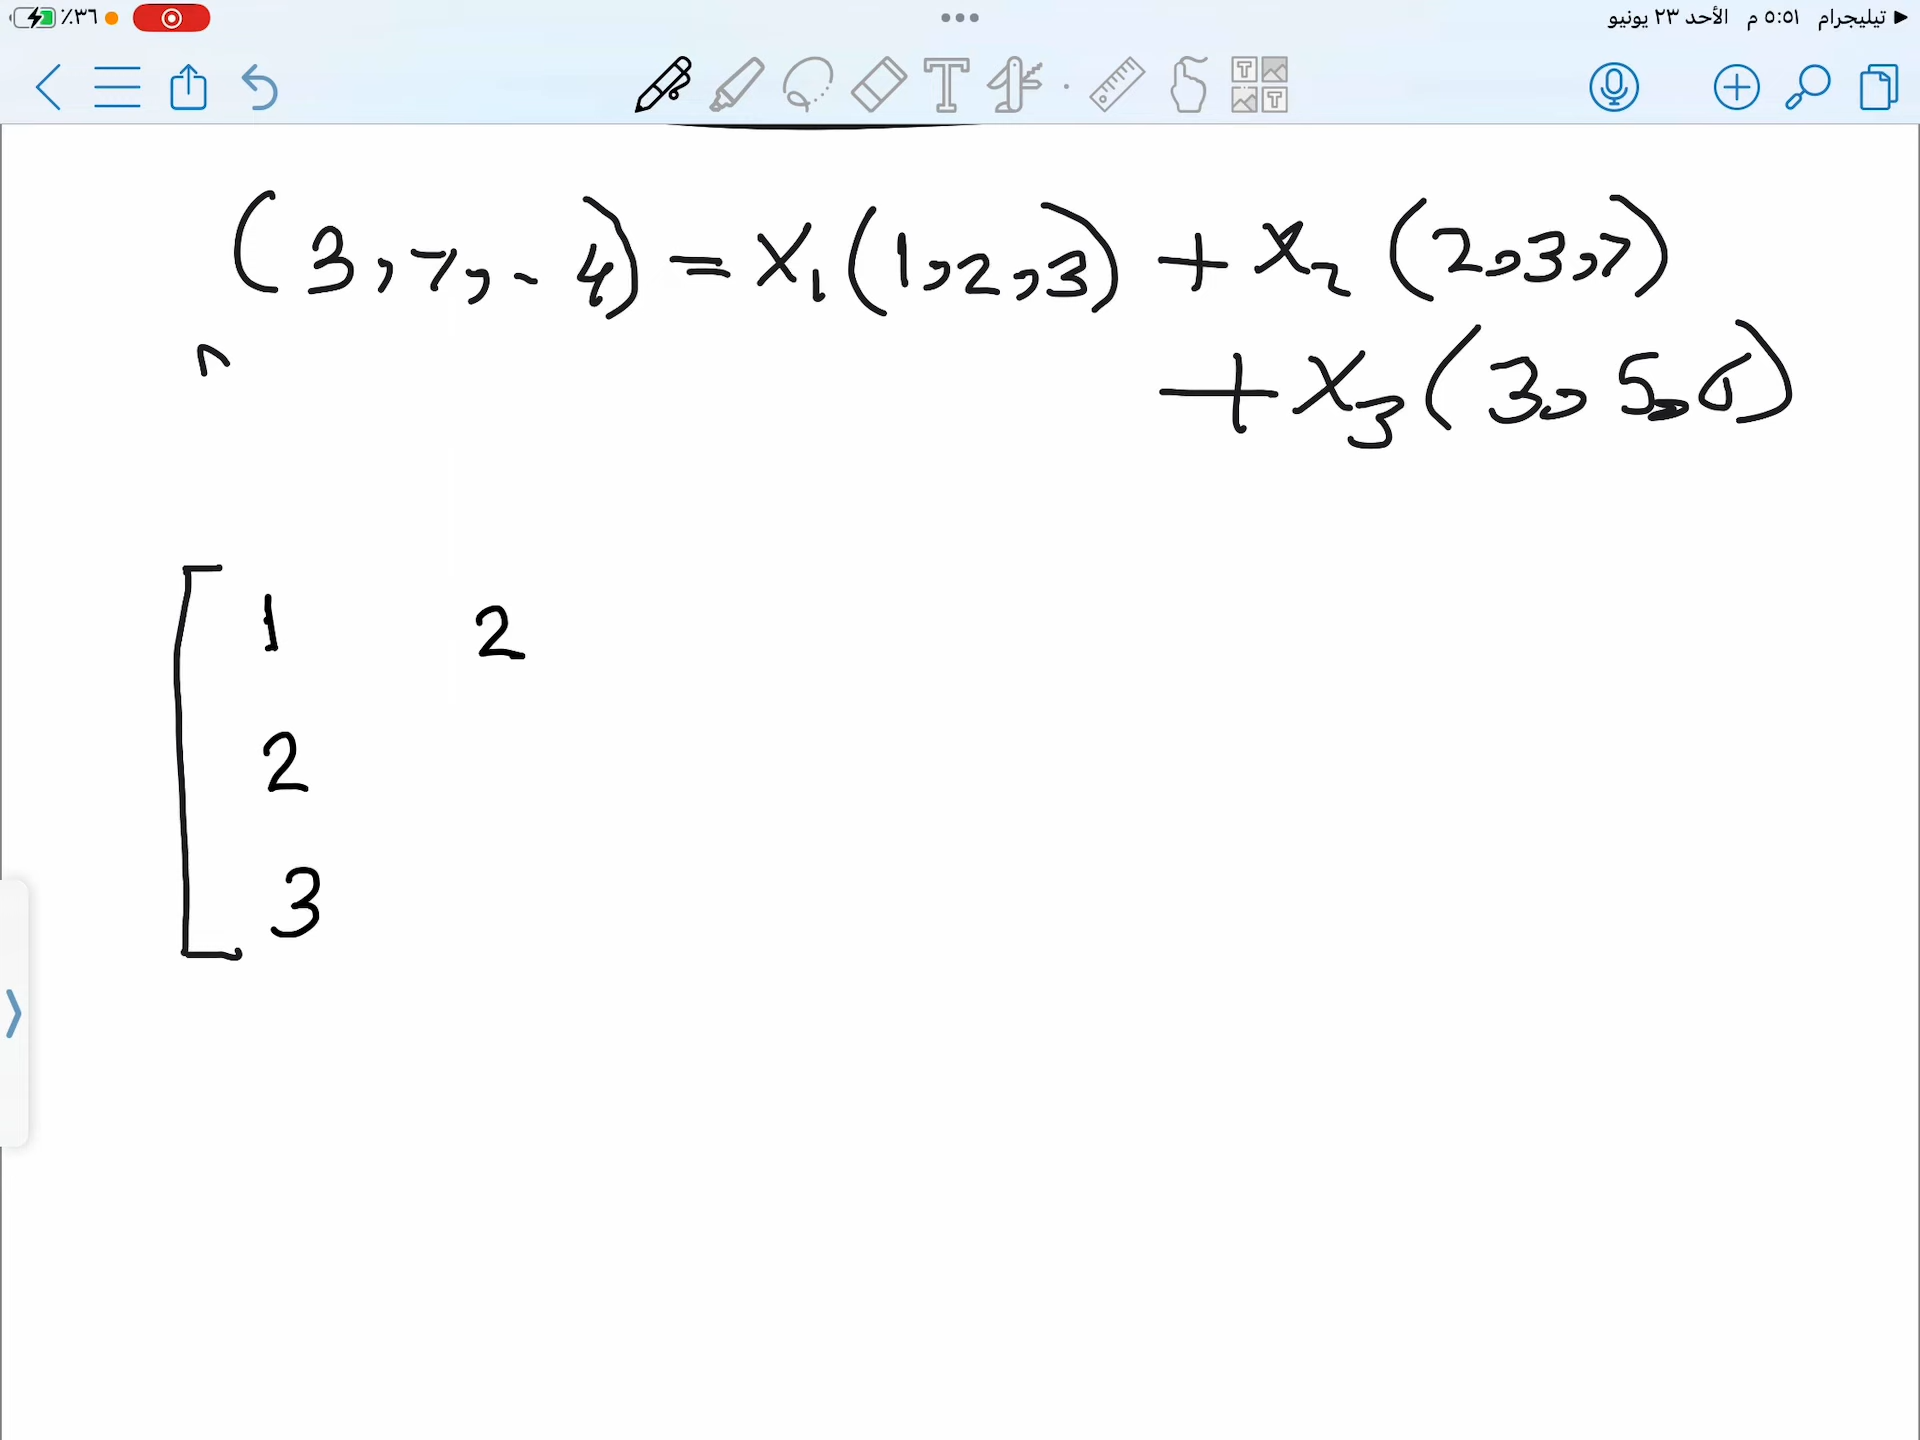 ٪٣٦ ••• ◀ تيليجرام ٥:٥١ م الأحد ٢٣ يونيو
(3,7,-4) = x₁(1,2,3) + x₂(2,3,7)
+ x₃(3,5,6)
1 2
2
3